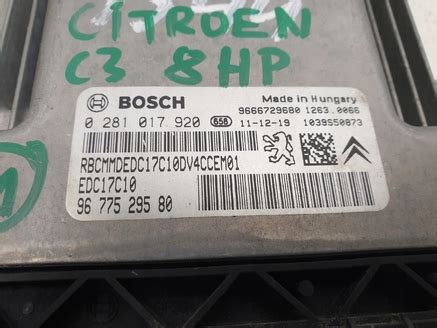 CITROEN
C3 8HP
BOSCH
Made in Hungary
9666729680 1263.0066
0 281 017 920 656 11-12-19 1039S50873
RBCMMDEDC17C10DV4CCEM01
EDC17C10
96 775 295 80